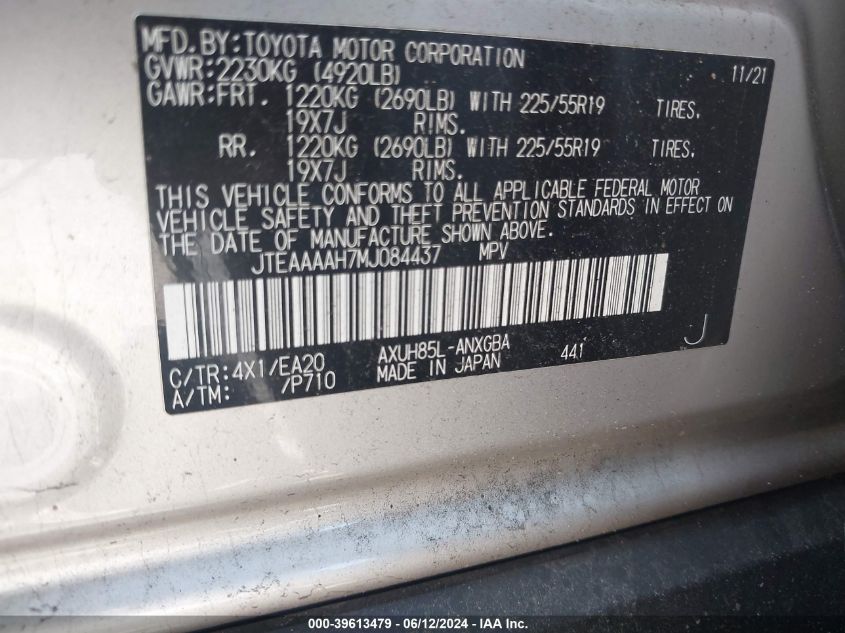 MFD.BY:TOYOTA MOTOR CORPORATION 11/21
GVWR:2230KG (4920LB)
GAWR:FRT. 1220KG (2690LB) WITH 225/55R19 TIRES.
19X7J RIMS.
RR. 1220KG (2690LB) WITH 225/55R19 TIRES.
19X7J RIMS.
THIS VEHICLE CONFORMS TO ALL APPLICABLE FEDERAL MOTOR
VEHICLE SAFETY AND THEFT PREVENTION STANDARDS IN EFFECT ON
THE DATE OF MANUFACTURE SHOWN ABOVE.
JTEAAAAH7MJ084437 MPV
C/TR:4X1/EA20 AXUH85L-ANXGBA 441 J
A/TM: /P710 MADE IN JAPAN
000-39613479 - 06/12/2024 - IAAI.com